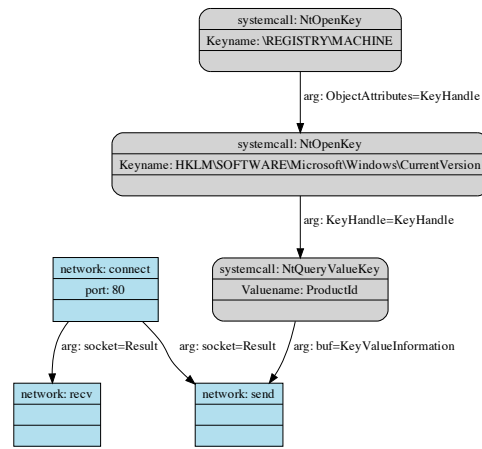 systemcall: NtOpenKey
Keyname: \REGISTRY\MACHINE
arg: ObjectAttributes=KeyHandle
systemcall: NtOpenKey
Keyname: HKLM\SOFTWARE\Microsoft\Windows\CurrentVersion
arg: KeyHandle=KeyHandle
systemcall: NtQueryValueKey
Valuename: ProductId
network: connect
port: 80
arg: socket=Result
arg: socket=Result
arg: buf=KeyValueInformation
network: recv
network: send